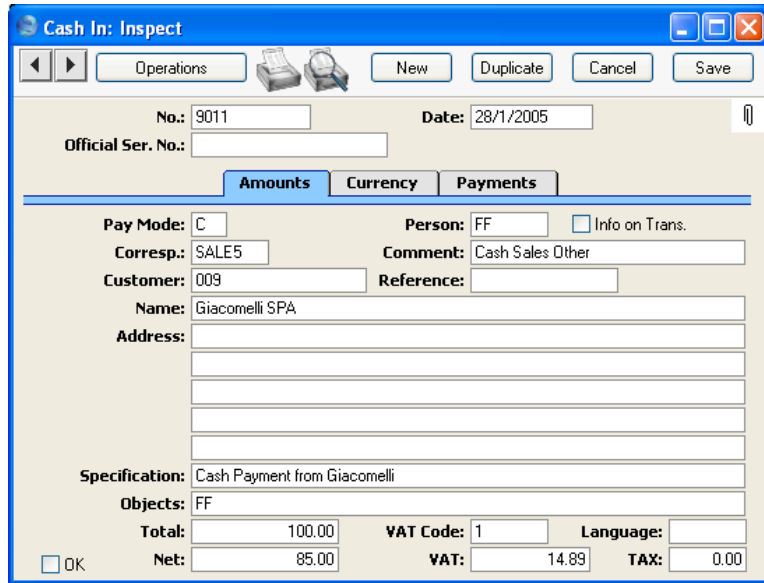 Cash In: Inspect
Operations New Duplicate Cancel Save
No.: 9011 Date: 28/1/2005
Official Ser. No.:
Amounts Currency Payments
Pay Mode: C Person: FF Info on Trans.
Corresp.: SALE5 Comment: Cash Sales Other
Customer: 009 Reference:
Name: Giacomelli SPA
Address:
Specification: Cash Payment from Giacomelli
Objects: FF
Total: 100.00 VAT Code: 1 Language:
OK Net: 85.00 VAT: 14.89 TAX: 0.00